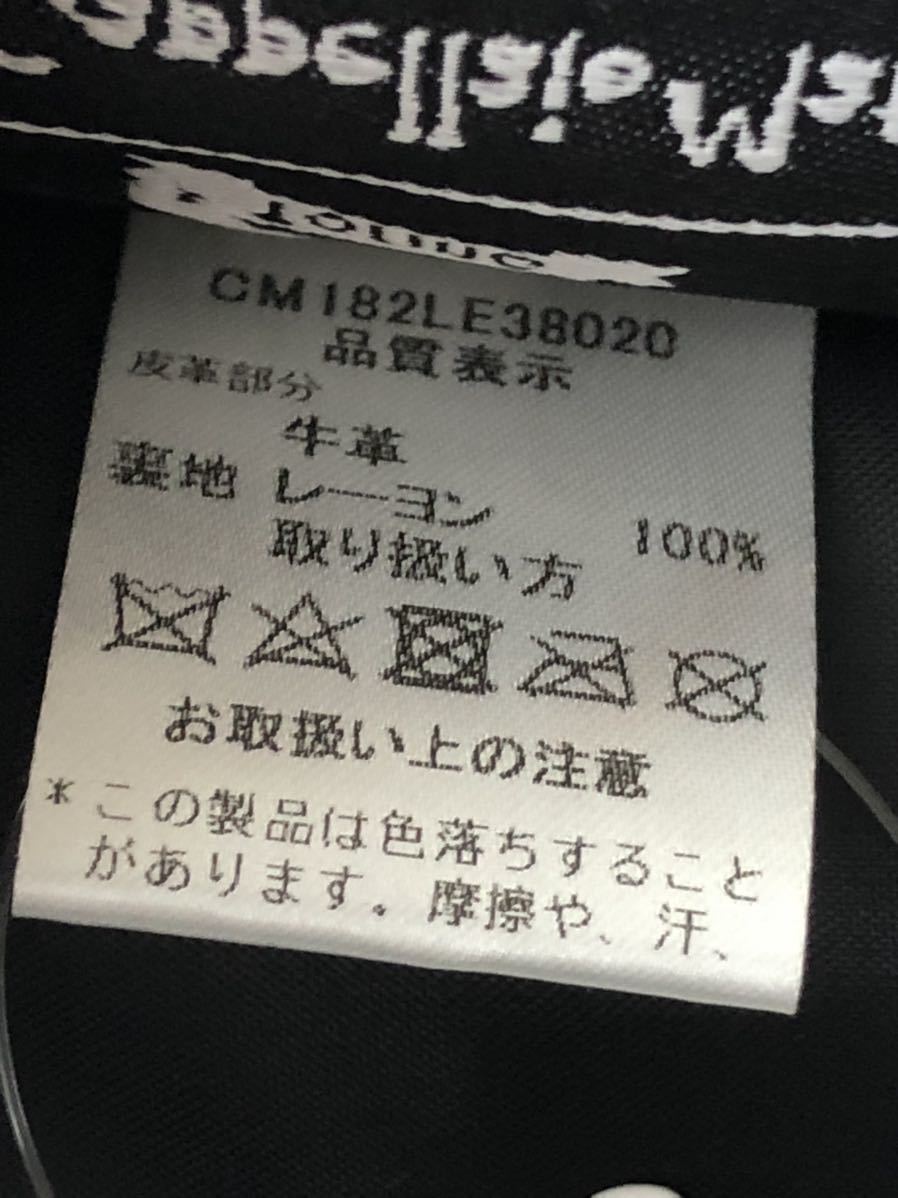 CM182LE38020
品質表示
皮革部分
牛革
裏地 レーヨン 100%
取り扱い方
お取扱い上の注意
* この製品は色落ちすること
があります。摩擦や、汗、